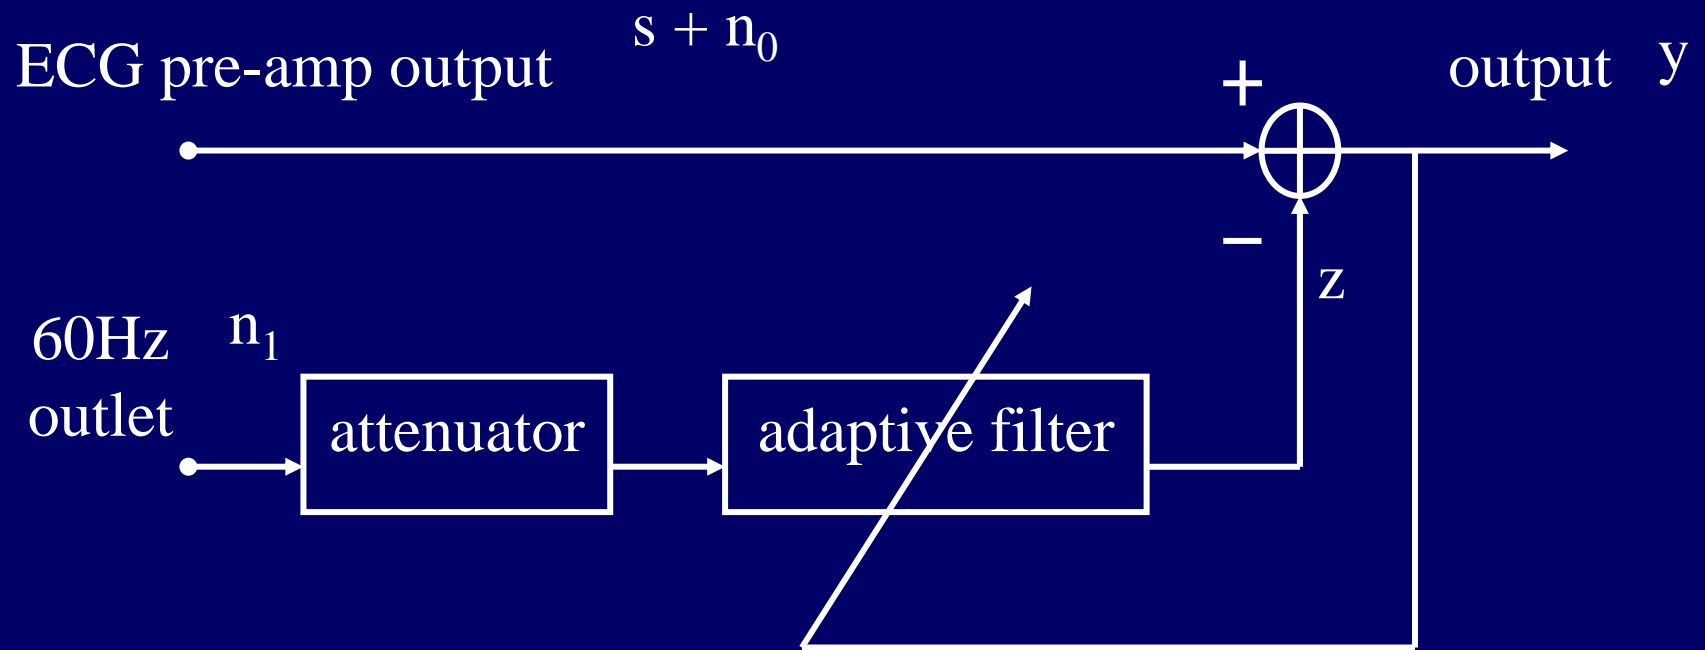 s + n₀
ECG pre-amp output
+
output y
−
z
60Hz n₁
outlet
attenuator
adaptive filter